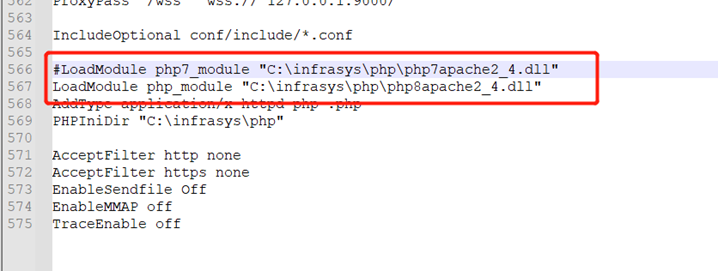 562 ProxyPass /wss wss://127.0.0.1:9000/
563
564 IncludeOptional conf/include/*.conf
565
566 #LoadModule php7_module "C:\infrasys\php\php7apache2_4.dll"
567 LoadModule php_module "C:\infrasys\php\php8apache2_4.dll"
568 AddType application/x-httpd-php .php
569 PHPIniDir "C:\infrasys\php"
570
571 AcceptFilter http none
572 AcceptFilter https none
573 EnableSendfile Off
574 EnableMMAP off
575 TraceEnable off